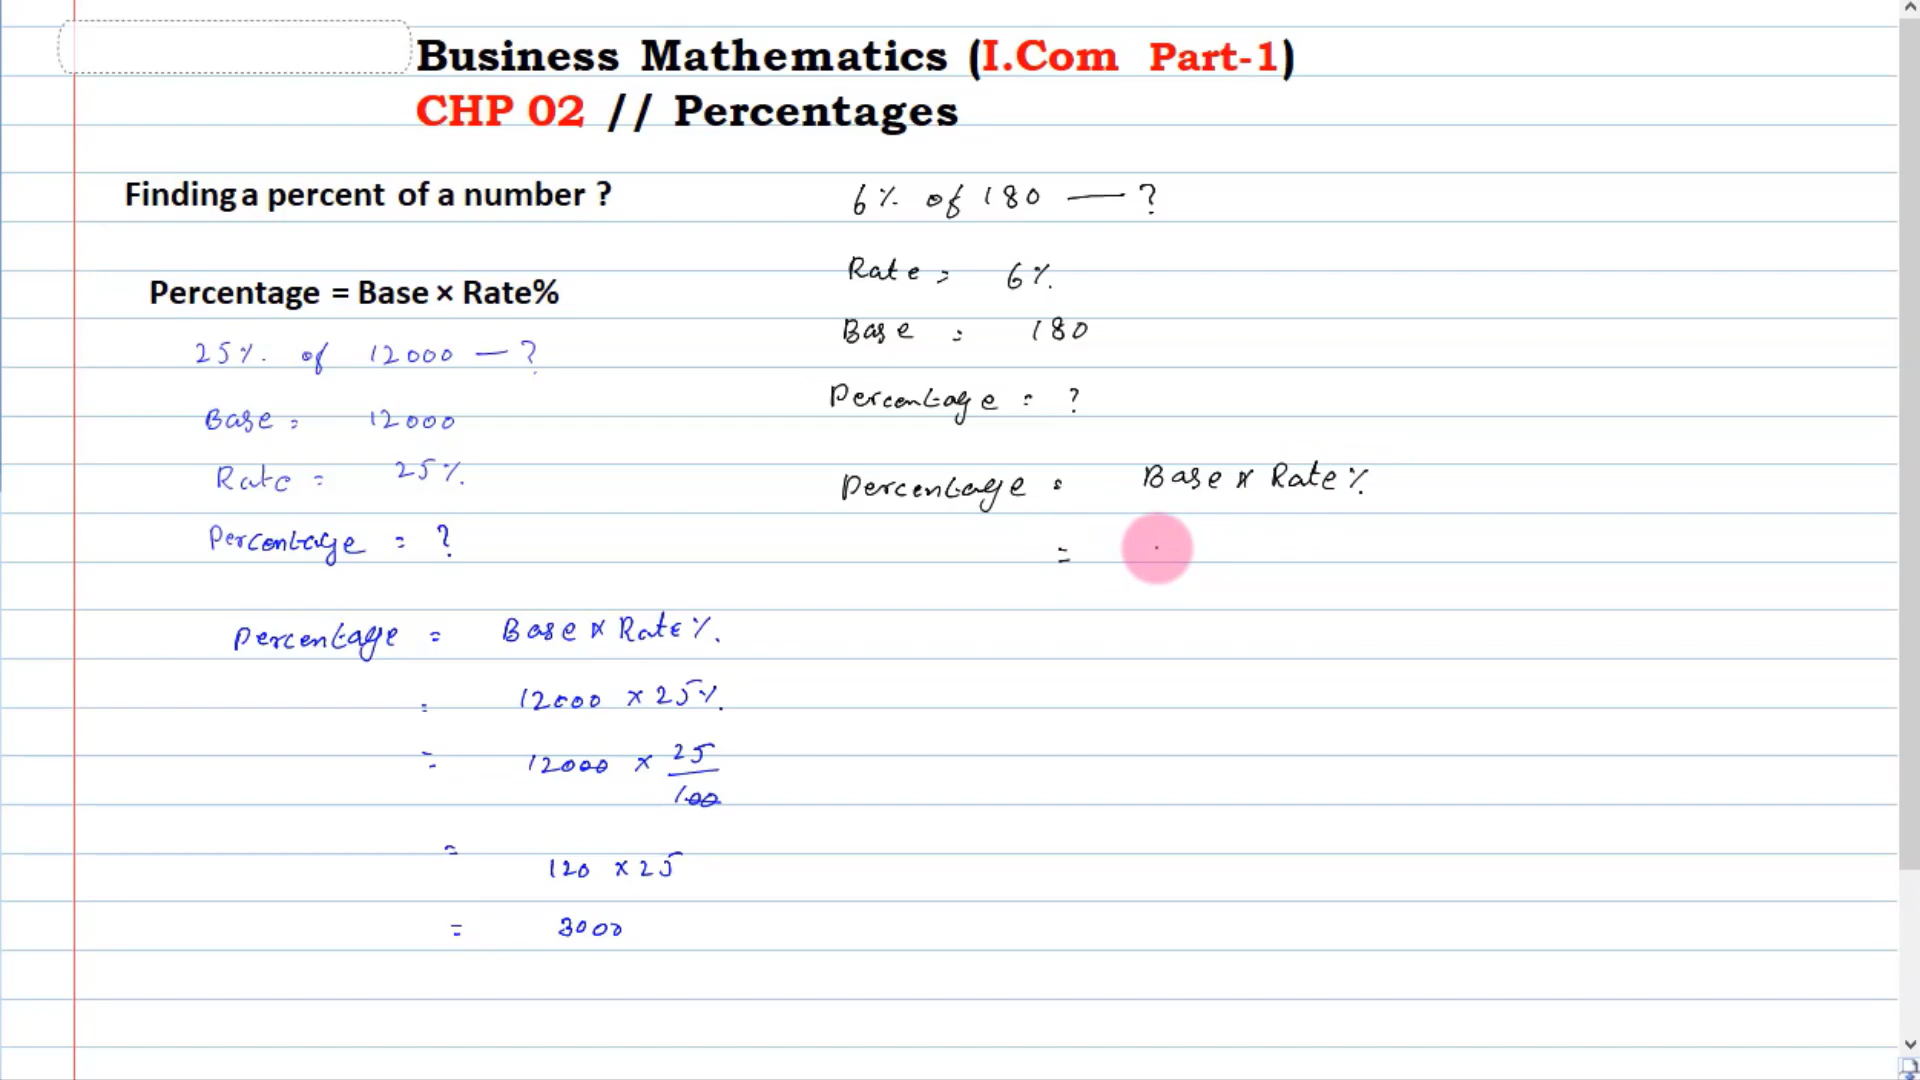 Business Mathematics (I.Com Part-1)
CHP 02 // Percentages
Finding a percent of a number ?
Percentage = Base × Rate%
25% of 12000 — ?
Base = 12000
Rate = 25%
Percentage = ?
Percentage = Base × Rate%
= 12000 × 25%
= 12000 × 25/100
= 120 × 25
= 3000
6% of 180 — ?
Rate = 6%
Base = 180
Percentage = ?
Percentage = Base × Rate%
=